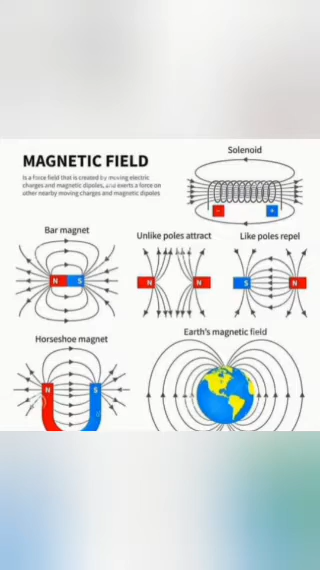 Solenoid
MAGNETIC FIELD
Is a force field that is created by moving electric
charges and magnetic dipoles, and exerts a force on
other nearby moving charges and magnetic dipoles
- +
Bar magnet
Unlike poles attract
Like poles repel
N S
N N
S N
Horseshoe magnet
Earth's magnetic field
N S